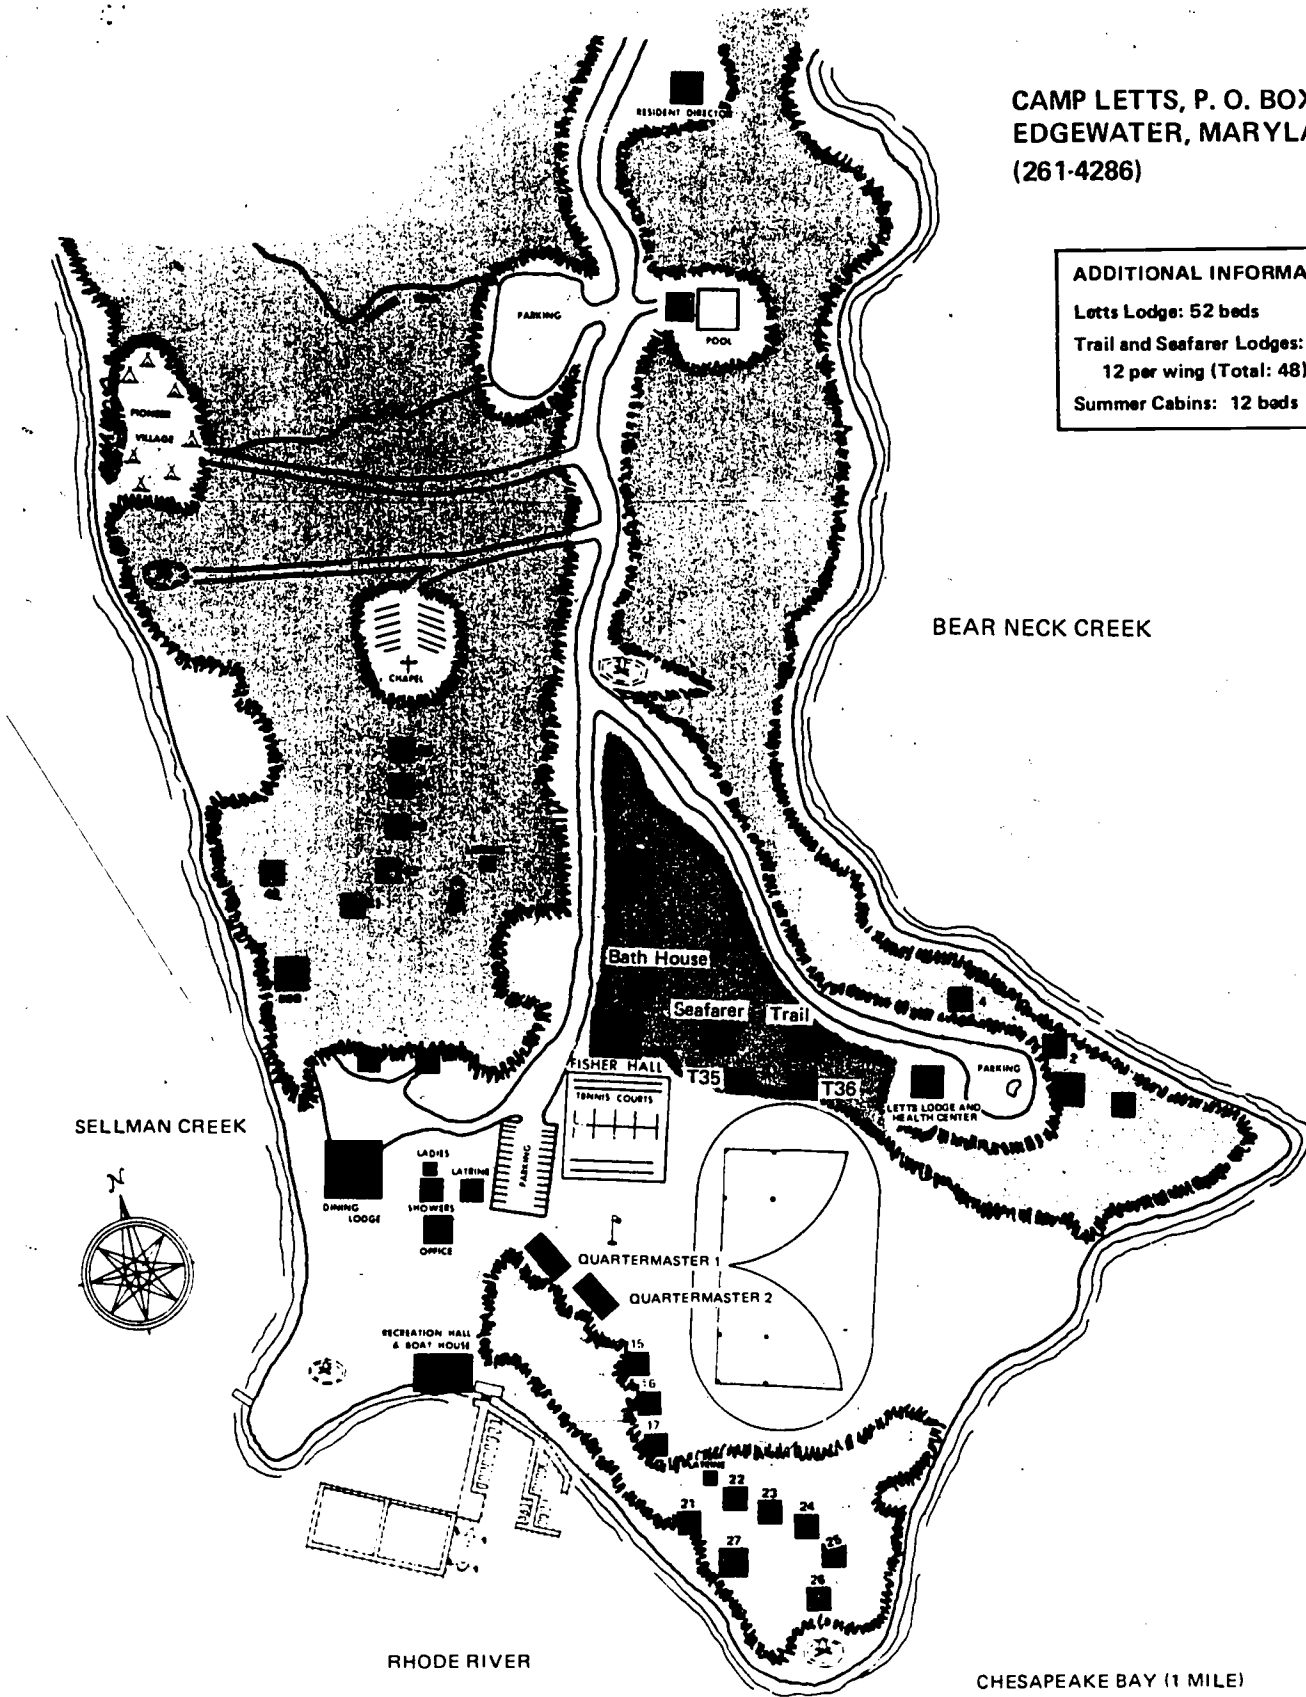 CAMP LETTS, P. O. BOX
EDGEWATER, MARYLA
(261-4286)
RESIDENT DIRECTO
ADDITIONAL INFORMA
Letts Lodge: 52 beds
Trail and Seafarer Lodges:
12 per wing (Total: 48)
Summer Cabins: 12 beds
PARKING
POOL
PIONEER
VILLAGE
BEAR NECK CREEK
CHAPEL
Bath House
Seafarer Trail
4
2
FISHER HALL
T35
T36
PARKING
TENNIS COURTS
LETTS LODGE AND
HEALTH CENTER
SELLMAN CREEK
N
LADIES
LATRINE
PARKING
DINING
LODGE
SHOWERS
OFFICE
QUARTERMASTER 1
QUARTERMASTER 2
RECREATION HALL
& BOAT HOUSE
15
16
17
LATRINE
22
23
24
21
25
27
26
RHODE RIVER
CHESAPEAKE BAY (1 MILE)